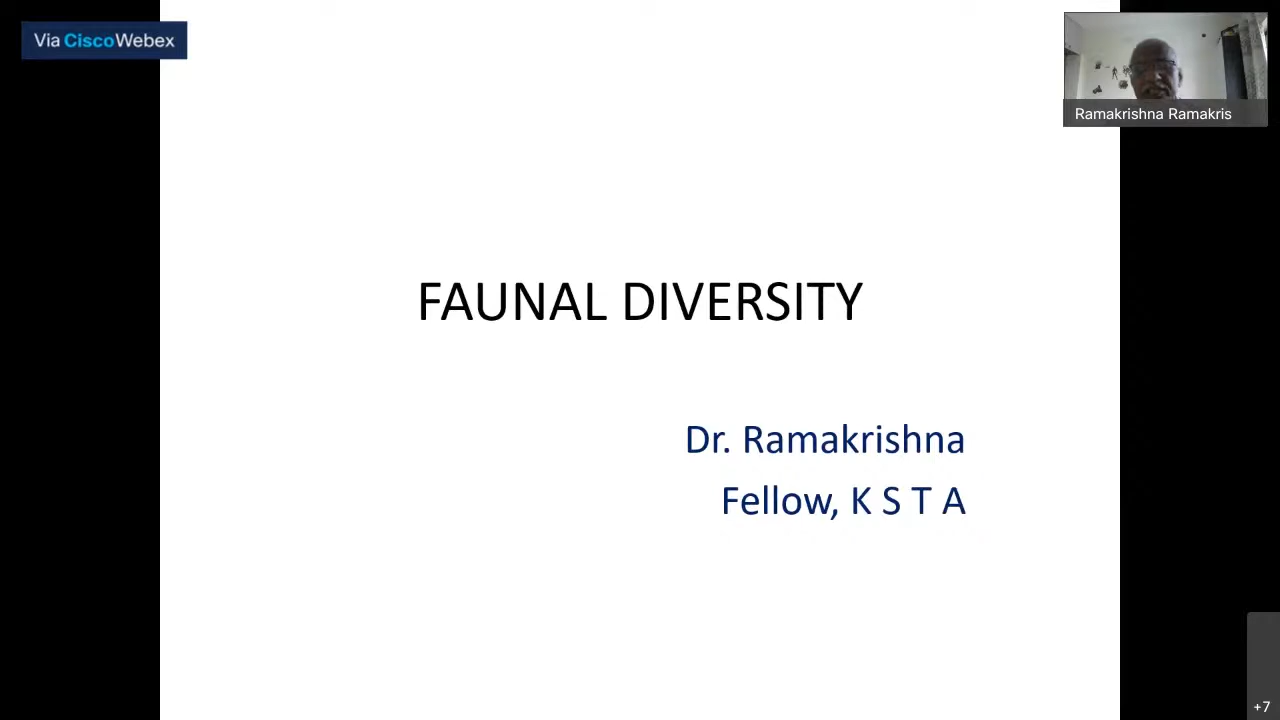 Via CiscoWebex
Ramakrishna Ramakris
FAUNAL DIVERSITY
Dr. Ramakrishna
Fellow, K S T A
+7